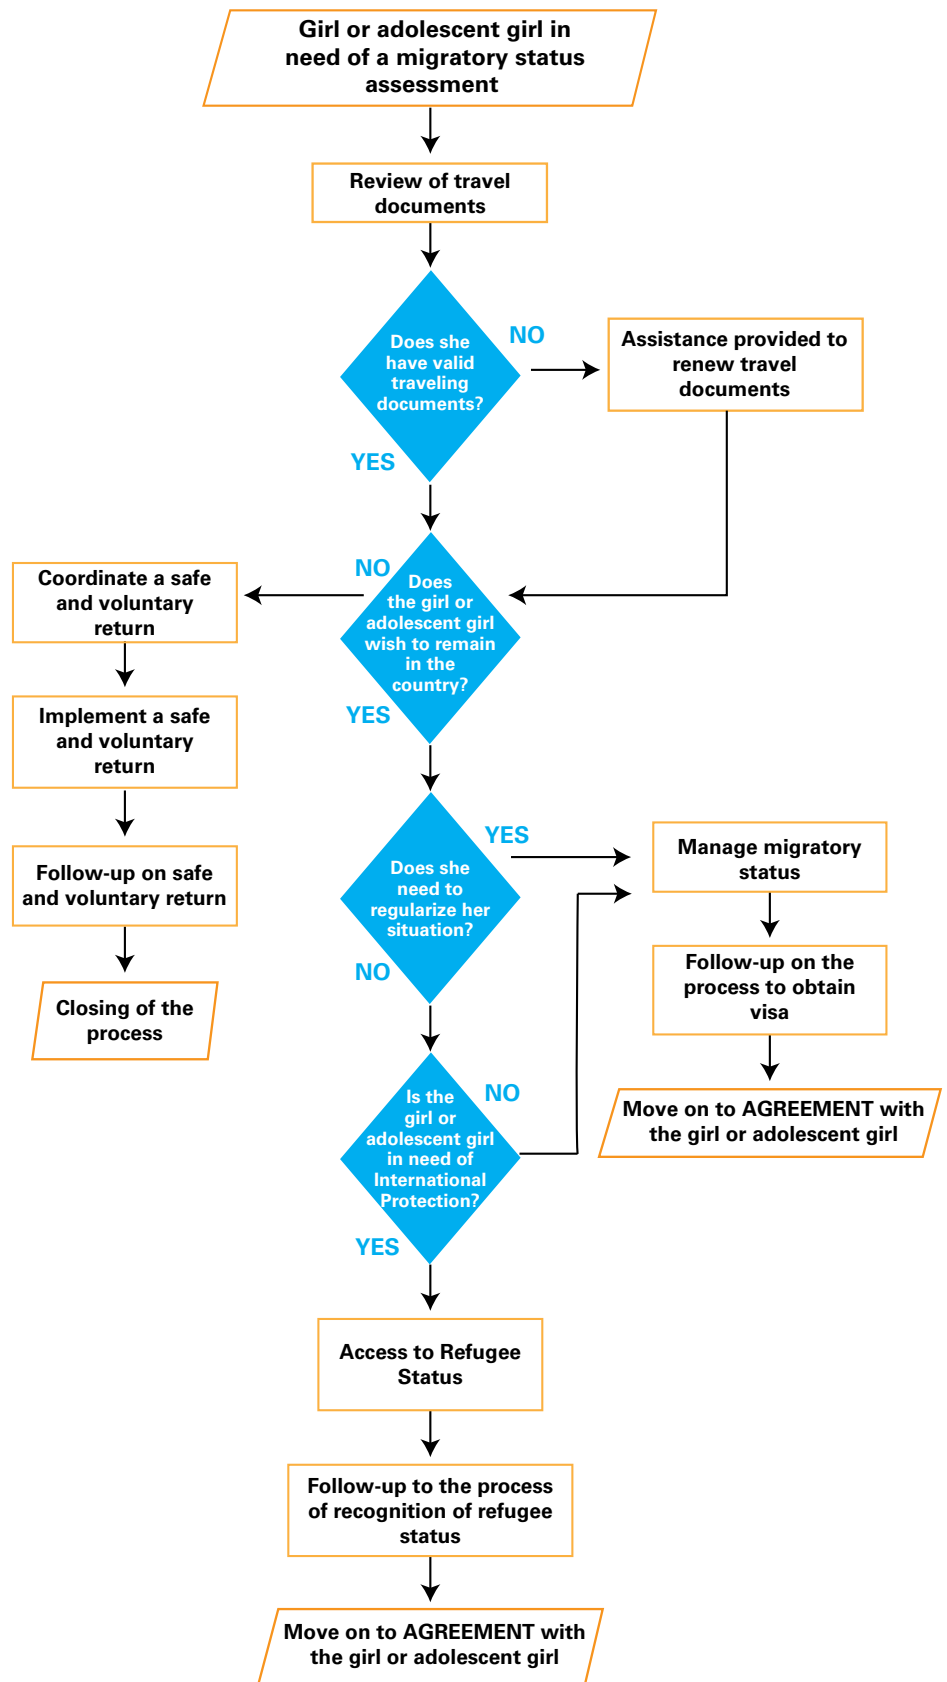 Girl or adolescent girl in
need of a migratory status
assessment
Review of travel
documents
Does she
have valid
traveling
documents?
NO
YES
Assistance provided to
renew travel
documents
Does
the girl or
adolescent girl
wish to remain
in the
country?
NO
YES
Coordinate a safe
and voluntary
return
Implement a safe
and voluntary
return
Follow-up on safe
and voluntary return
Closing of the
process
Does she
need to
regularize her
situation?
YES
NO
Manage migratory
status
Follow-up on the
process to obtain
visa
Move on to AGREEMENT with
the girl or adolescent girl
Is the
girl or
adolescent girl
in need of
International
Protection?
NO
YES
Access to Refugee
Status
Follow-up to the process
of recognition of refugee
status
Move on to AGREEMENT with
the girl or adolescent girl